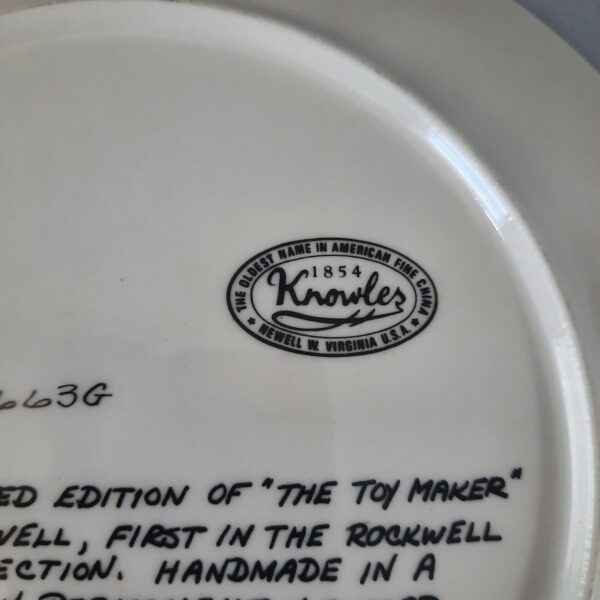 THE OLDEST NAME IN AMERICAN FINE CHINA
1854
Knowles
★ NEWELL W. VIRGINIA U.S.A. ★
663G
ED EDITION OF "THE TOY MAKER"
WELL, FIRST IN THE ROCKWELL
ECTION. HANDMADE IN A